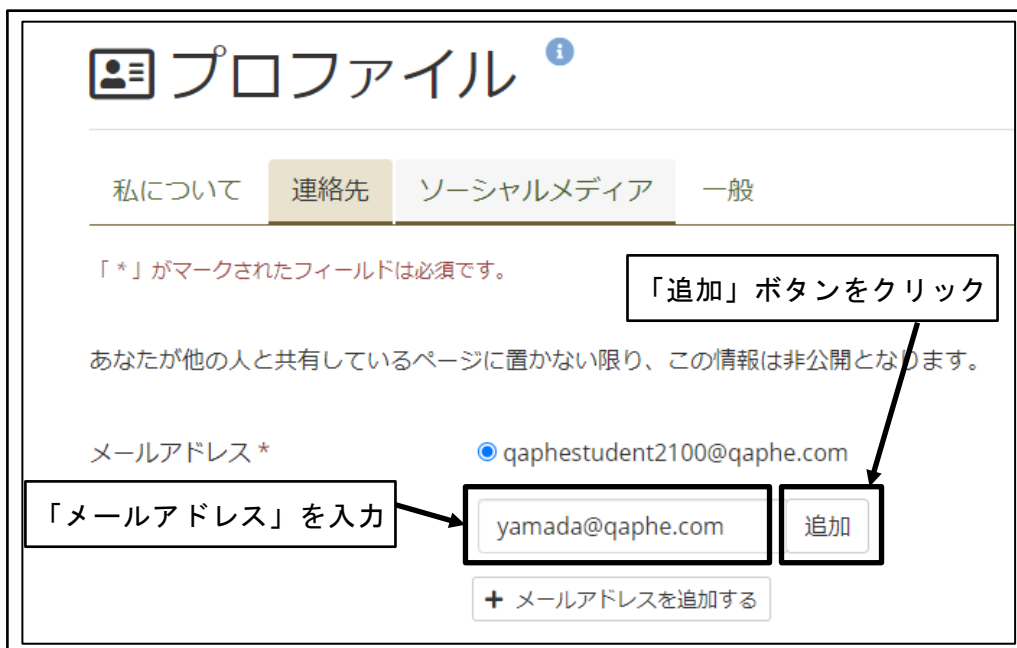 プロファイル
私について 連絡先 ソーシャルメディア 一般
「*」がマークされたフィールドは必須です。
「追加」ボタンをクリック
あなたが他の人と共有しているページに置かない限り、この情報は非公開となります。
メールアドレス * qaphestudent2100@qaphe.com
「メールアドレス」を入力 yamada@qaphe.com 追加
+ メールアドレスを追加する